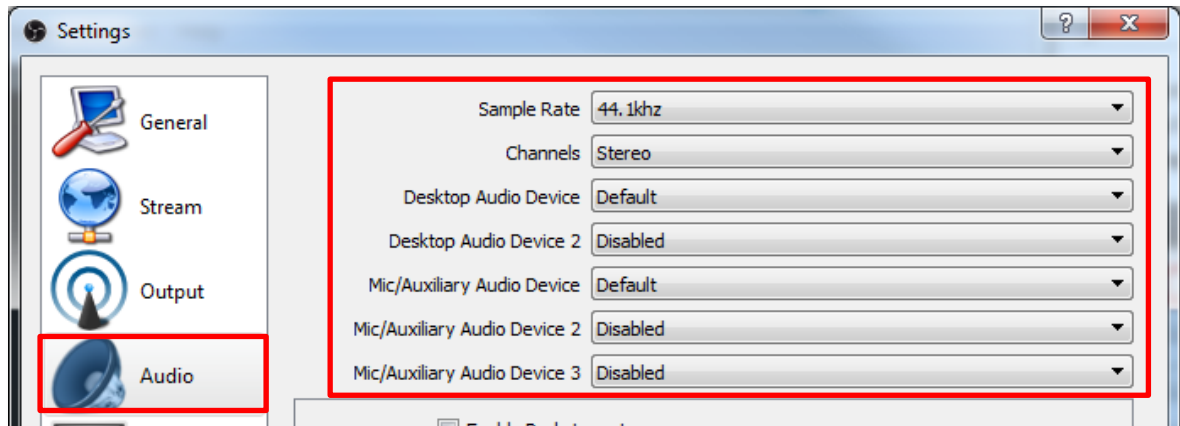 Settings
General
Stream
Output
Audio
Sample Rate 44.1khz
Channels Stereo
Desktop Audio Device Default
Desktop Audio Device 2 Disabled
Mic/Auxiliary Audio Device Default
Mic/Auxiliary Audio Device 2 Disabled
Mic/Auxiliary Audio Device 3 Disabled